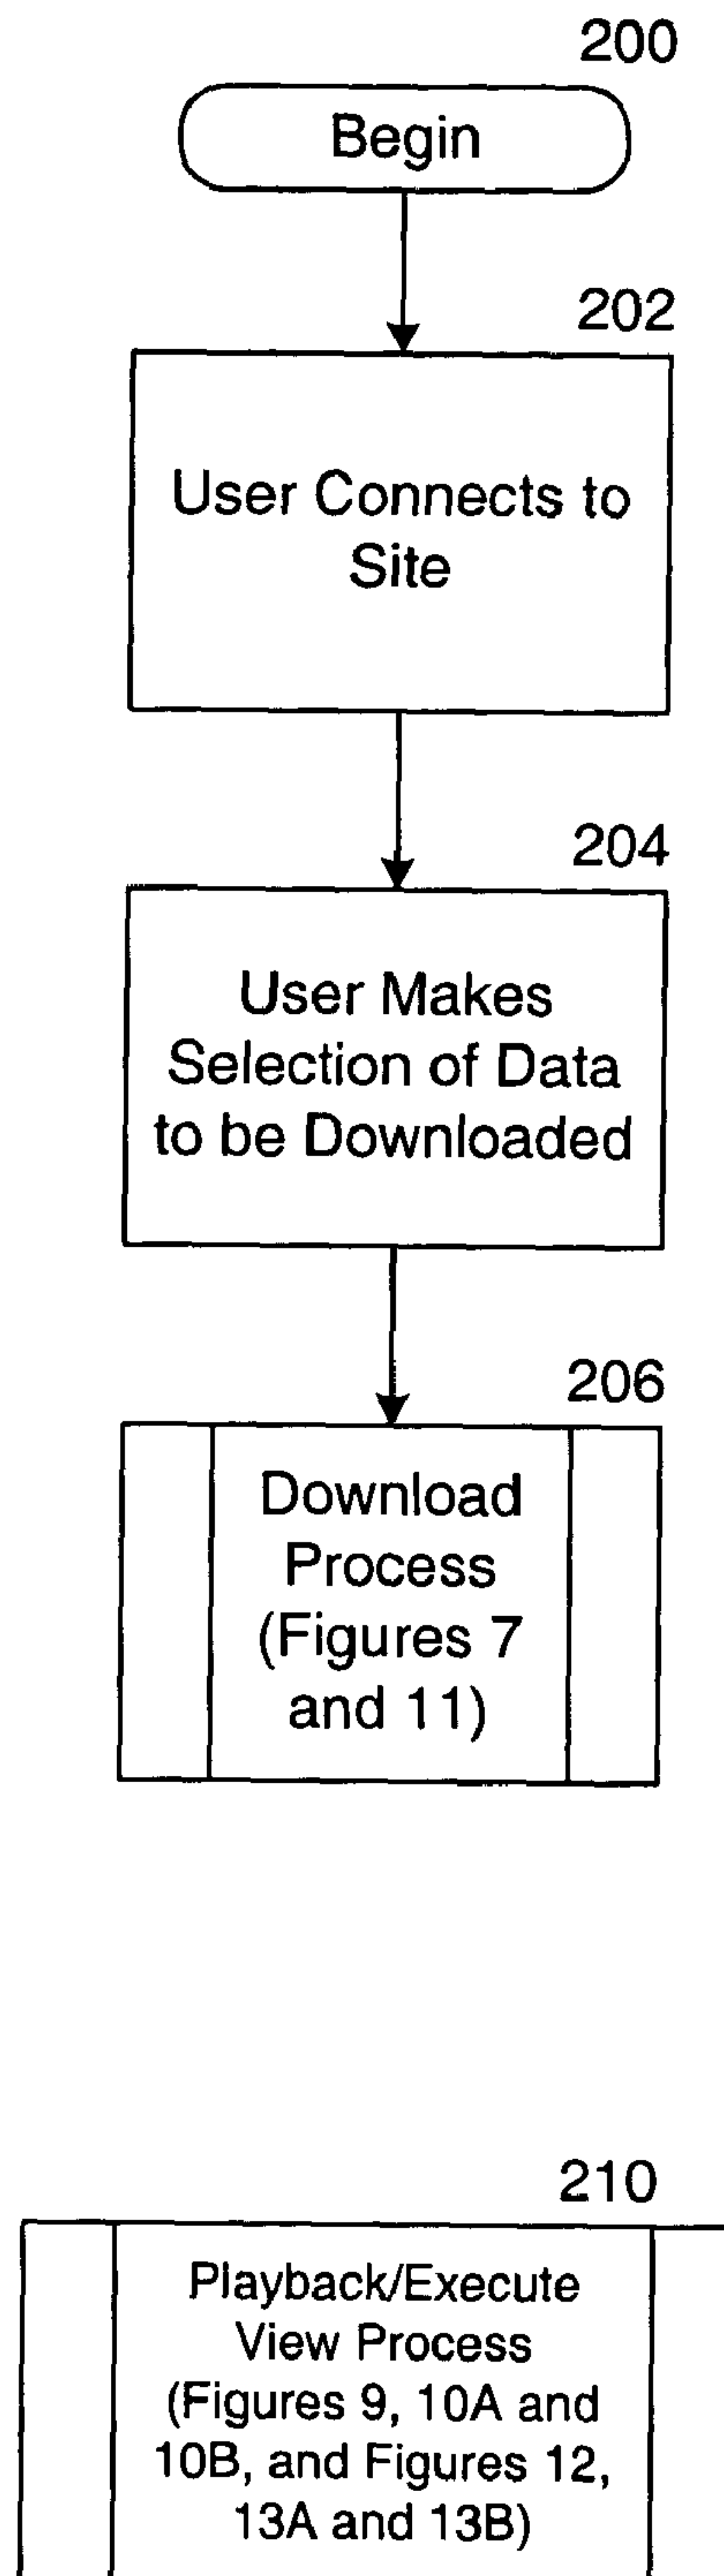 200
Begin
202
User Connects to
Site
204
User Makes
Selection of Data
to be Downloaded
206
Download
Process
(Figures 7
and 11)
210
Playback/Execute
View Process
(Figures 9, 10A and
10B, and Figures 12,
13A and 13B)